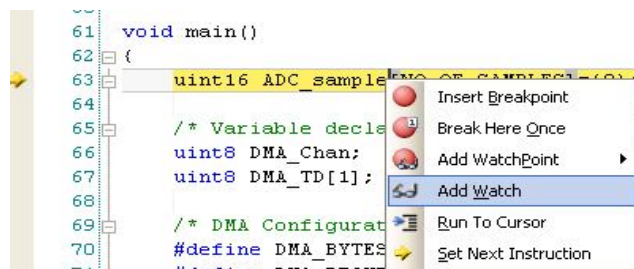 61 void main()
62 {
63 uint16 ADC_sample[NO_OF_SAMPLES]={0}
64
65 /* Variable decla
66 uint8 DMA_Chan;
67 uint8 DMA_TD[1];
68
69 /* DMA Configurat
70 #define DMA_BYTES
Insert Breakpoint
Break Here Once
Add WatchPoint
Add Watch
Run To Cursor
Set Next Instruction